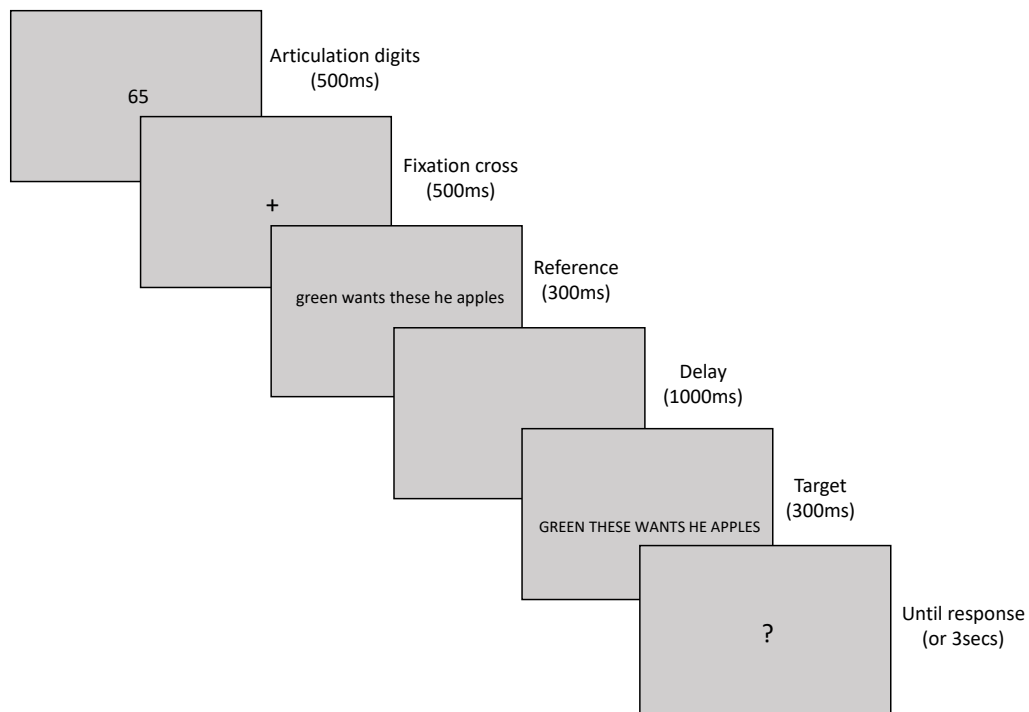 65
Articulation digits
(500ms)
+
Fixation cross
(500ms)
green wants these he apples
Reference
(300ms)
Delay
(1000ms)
GREEN THESE WANTS HE APPLES
Target
(300ms)
?
Until response
(or 3secs)